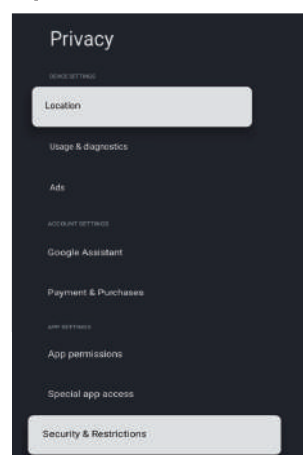 Privacy
DEVICE SETTINGS
Location
Usage & diagnostics
Ads
ACCOUNT SETTINGS
Google Assistant
Payment & Purchases
APP SETTINGS
App permissions
Special app access
Security & Restrictions